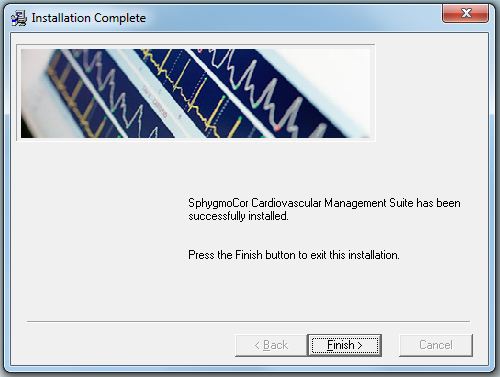 Installation Complete
SphygmoCor Cardiovascular Management Suite has been
successfully installed.
Press the Finish button to exit this installation.
< Back
Finish >
Cancel